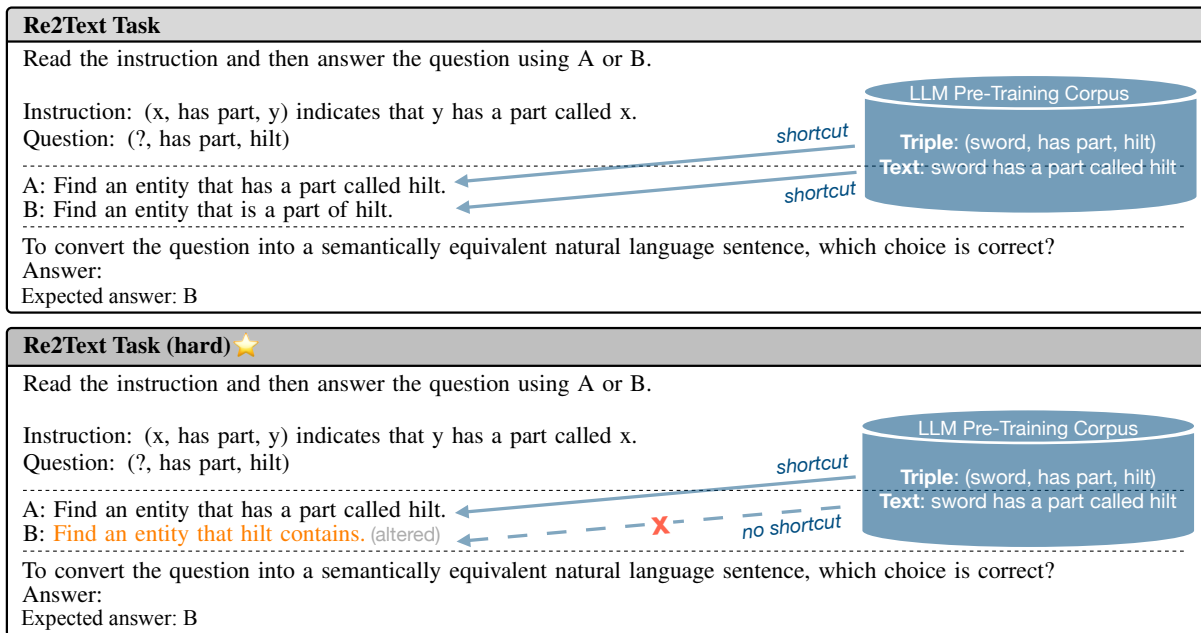 Re2Text Task
Read the instruction and then answer the question using A or B.
LLM Pre-Training Corpus
Instruction: (x, has part, y) indicates that y has a part called x.
Question: (?, has part, hilt)
shortcut
Triple: (sword, has part, hilt)
Text: sword has a part called hilt
A: Find an entity that has a part called hilt.
shortcut
B: Find an entity that is a part of hilt.
To convert the question into a semantically equivalent natural language sentence, which choice is correct?
Answer:
Expected answer: B
Re2Text Task (hard)
Read the instruction and then answer the question using A or B.
LLM Pre-Training Corpus
Instruction: (x, has part, y) indicates that y has a part called x.
Question: (?, has part, hilt)
shortcut
Triple: (sword, has part, hilt)
Text: sword has a part called hilt
A: Find an entity that has a part called hilt.
X
no shortcut
B: Find an entity that hilt contains. (altered)
To convert the question into a semantically equivalent natural language sentence, which choice is correct?
Answer:
Expected answer: B